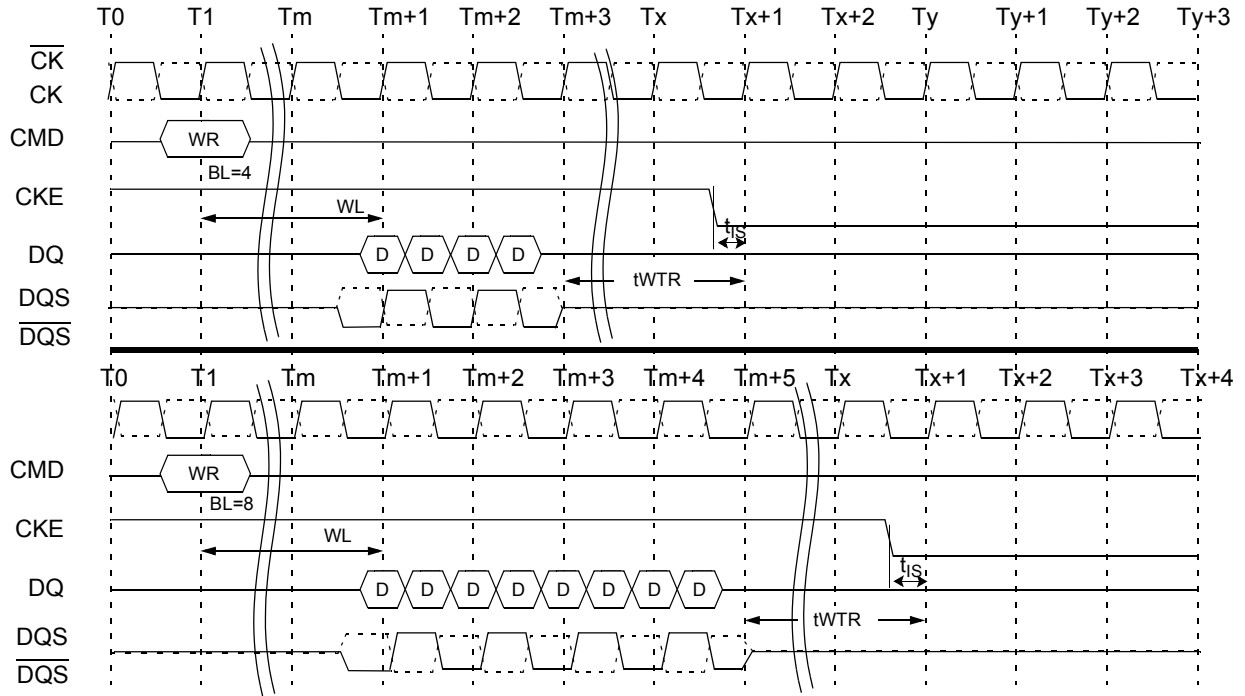 T0 T1 Tm Tm+1 Tm+2 Tm+3 Tx Tx+1 Tx+2 Ty Ty+1 Ty+2 Ty+3
CK
CK
CMD WR
BL=4
CKE
WL
tIS
DQ D D D D
tWTR
DQS
DQS
T0 T1 Tm Tm+1 Tm+2 Tm+3 Tm+4 Tm+5 Tx Tx+1 Tx+2 Tx+3 Tx+4
CMD WR
BL=8
CKE
WL
tIS
DQ D D D D D D D D
tWTR
DQS
DQS